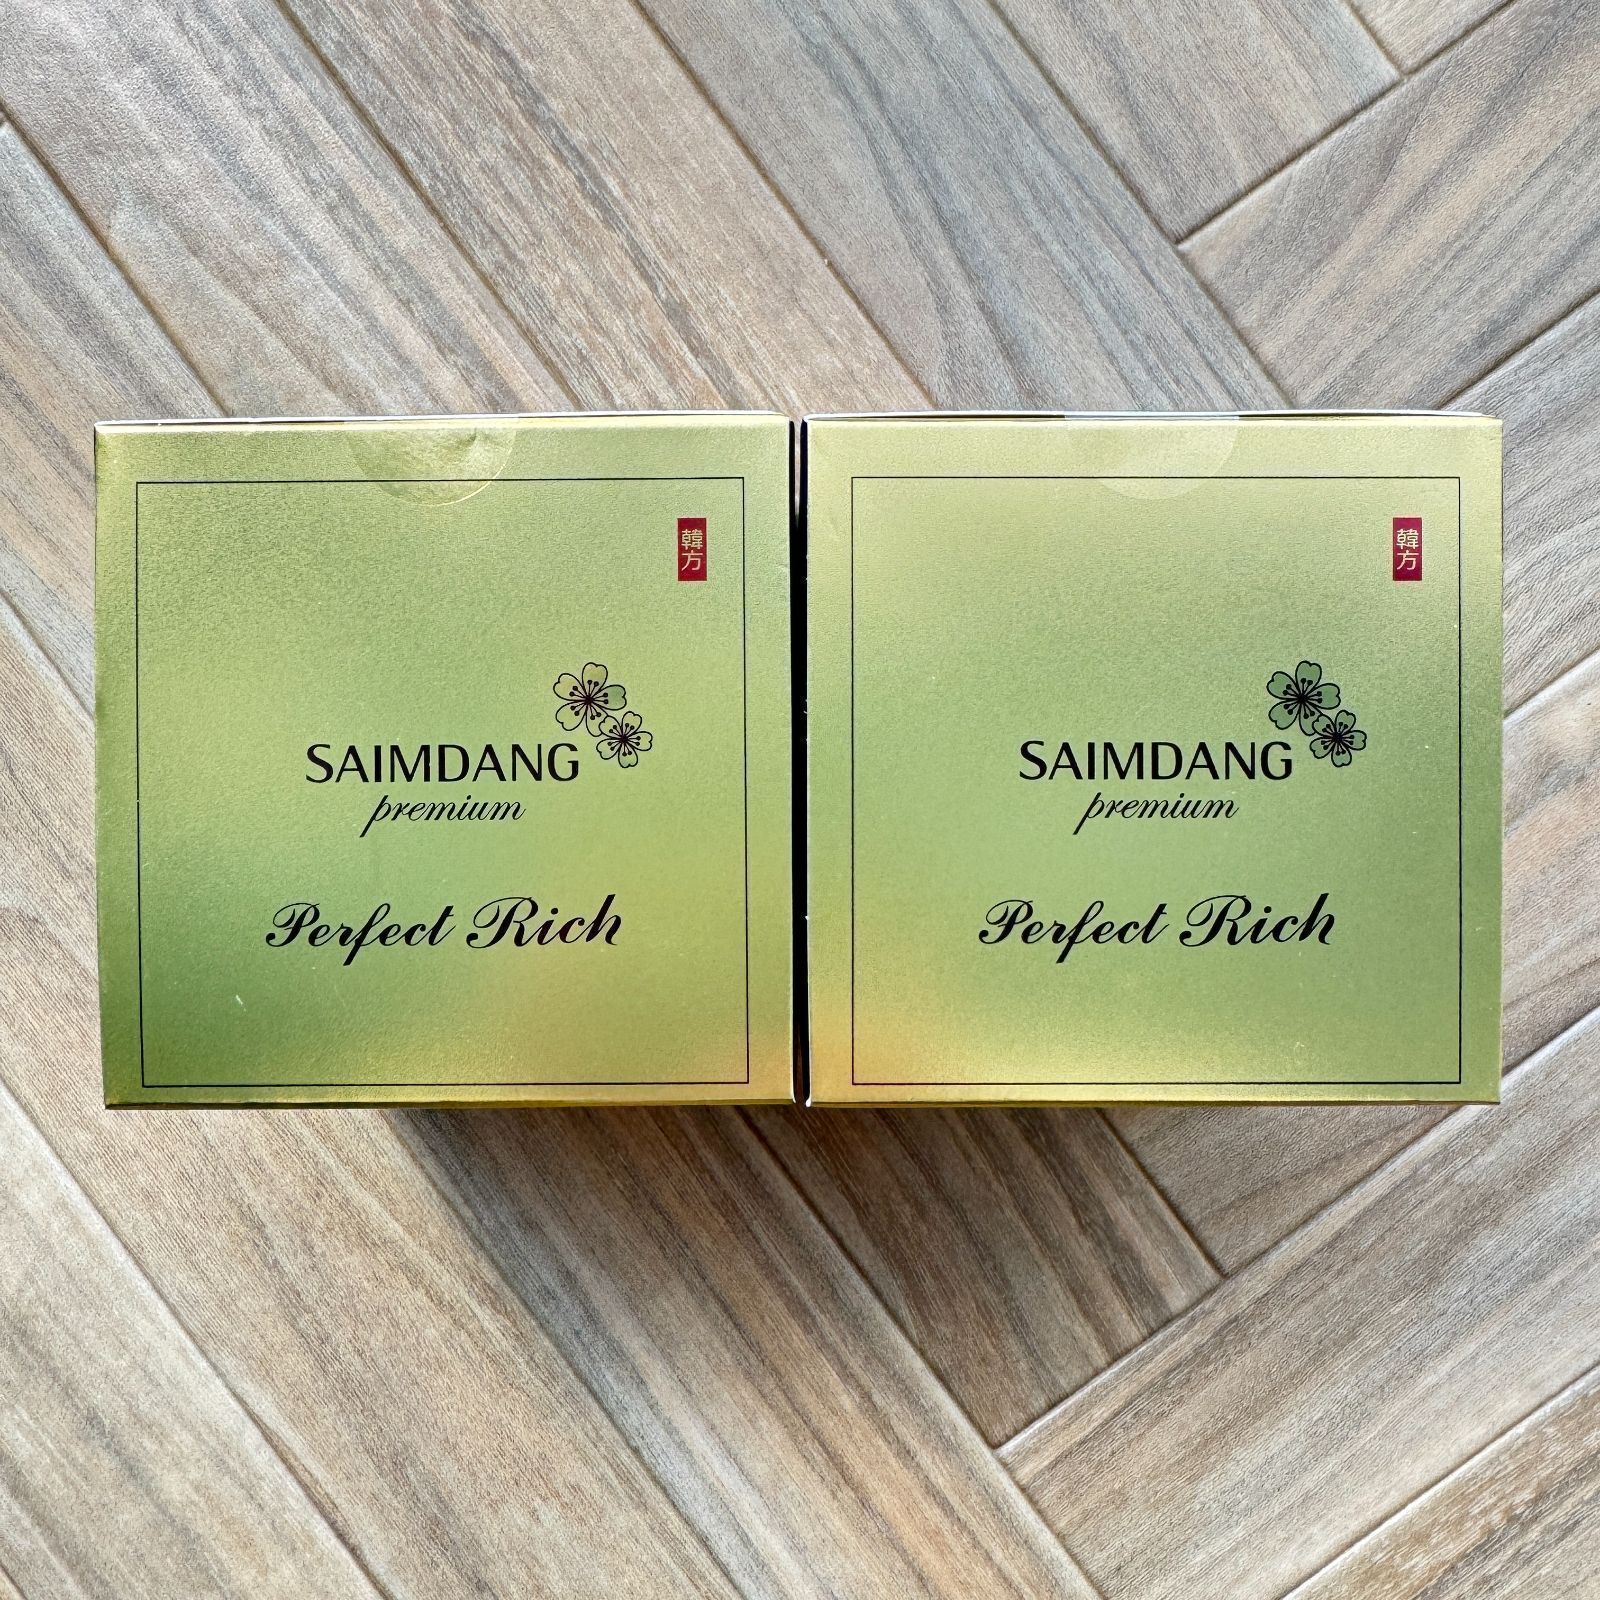 韓方
SAIMDANG
premium
Perfect Rich
韓方
SAIMDANG
premium
Perfect Rich